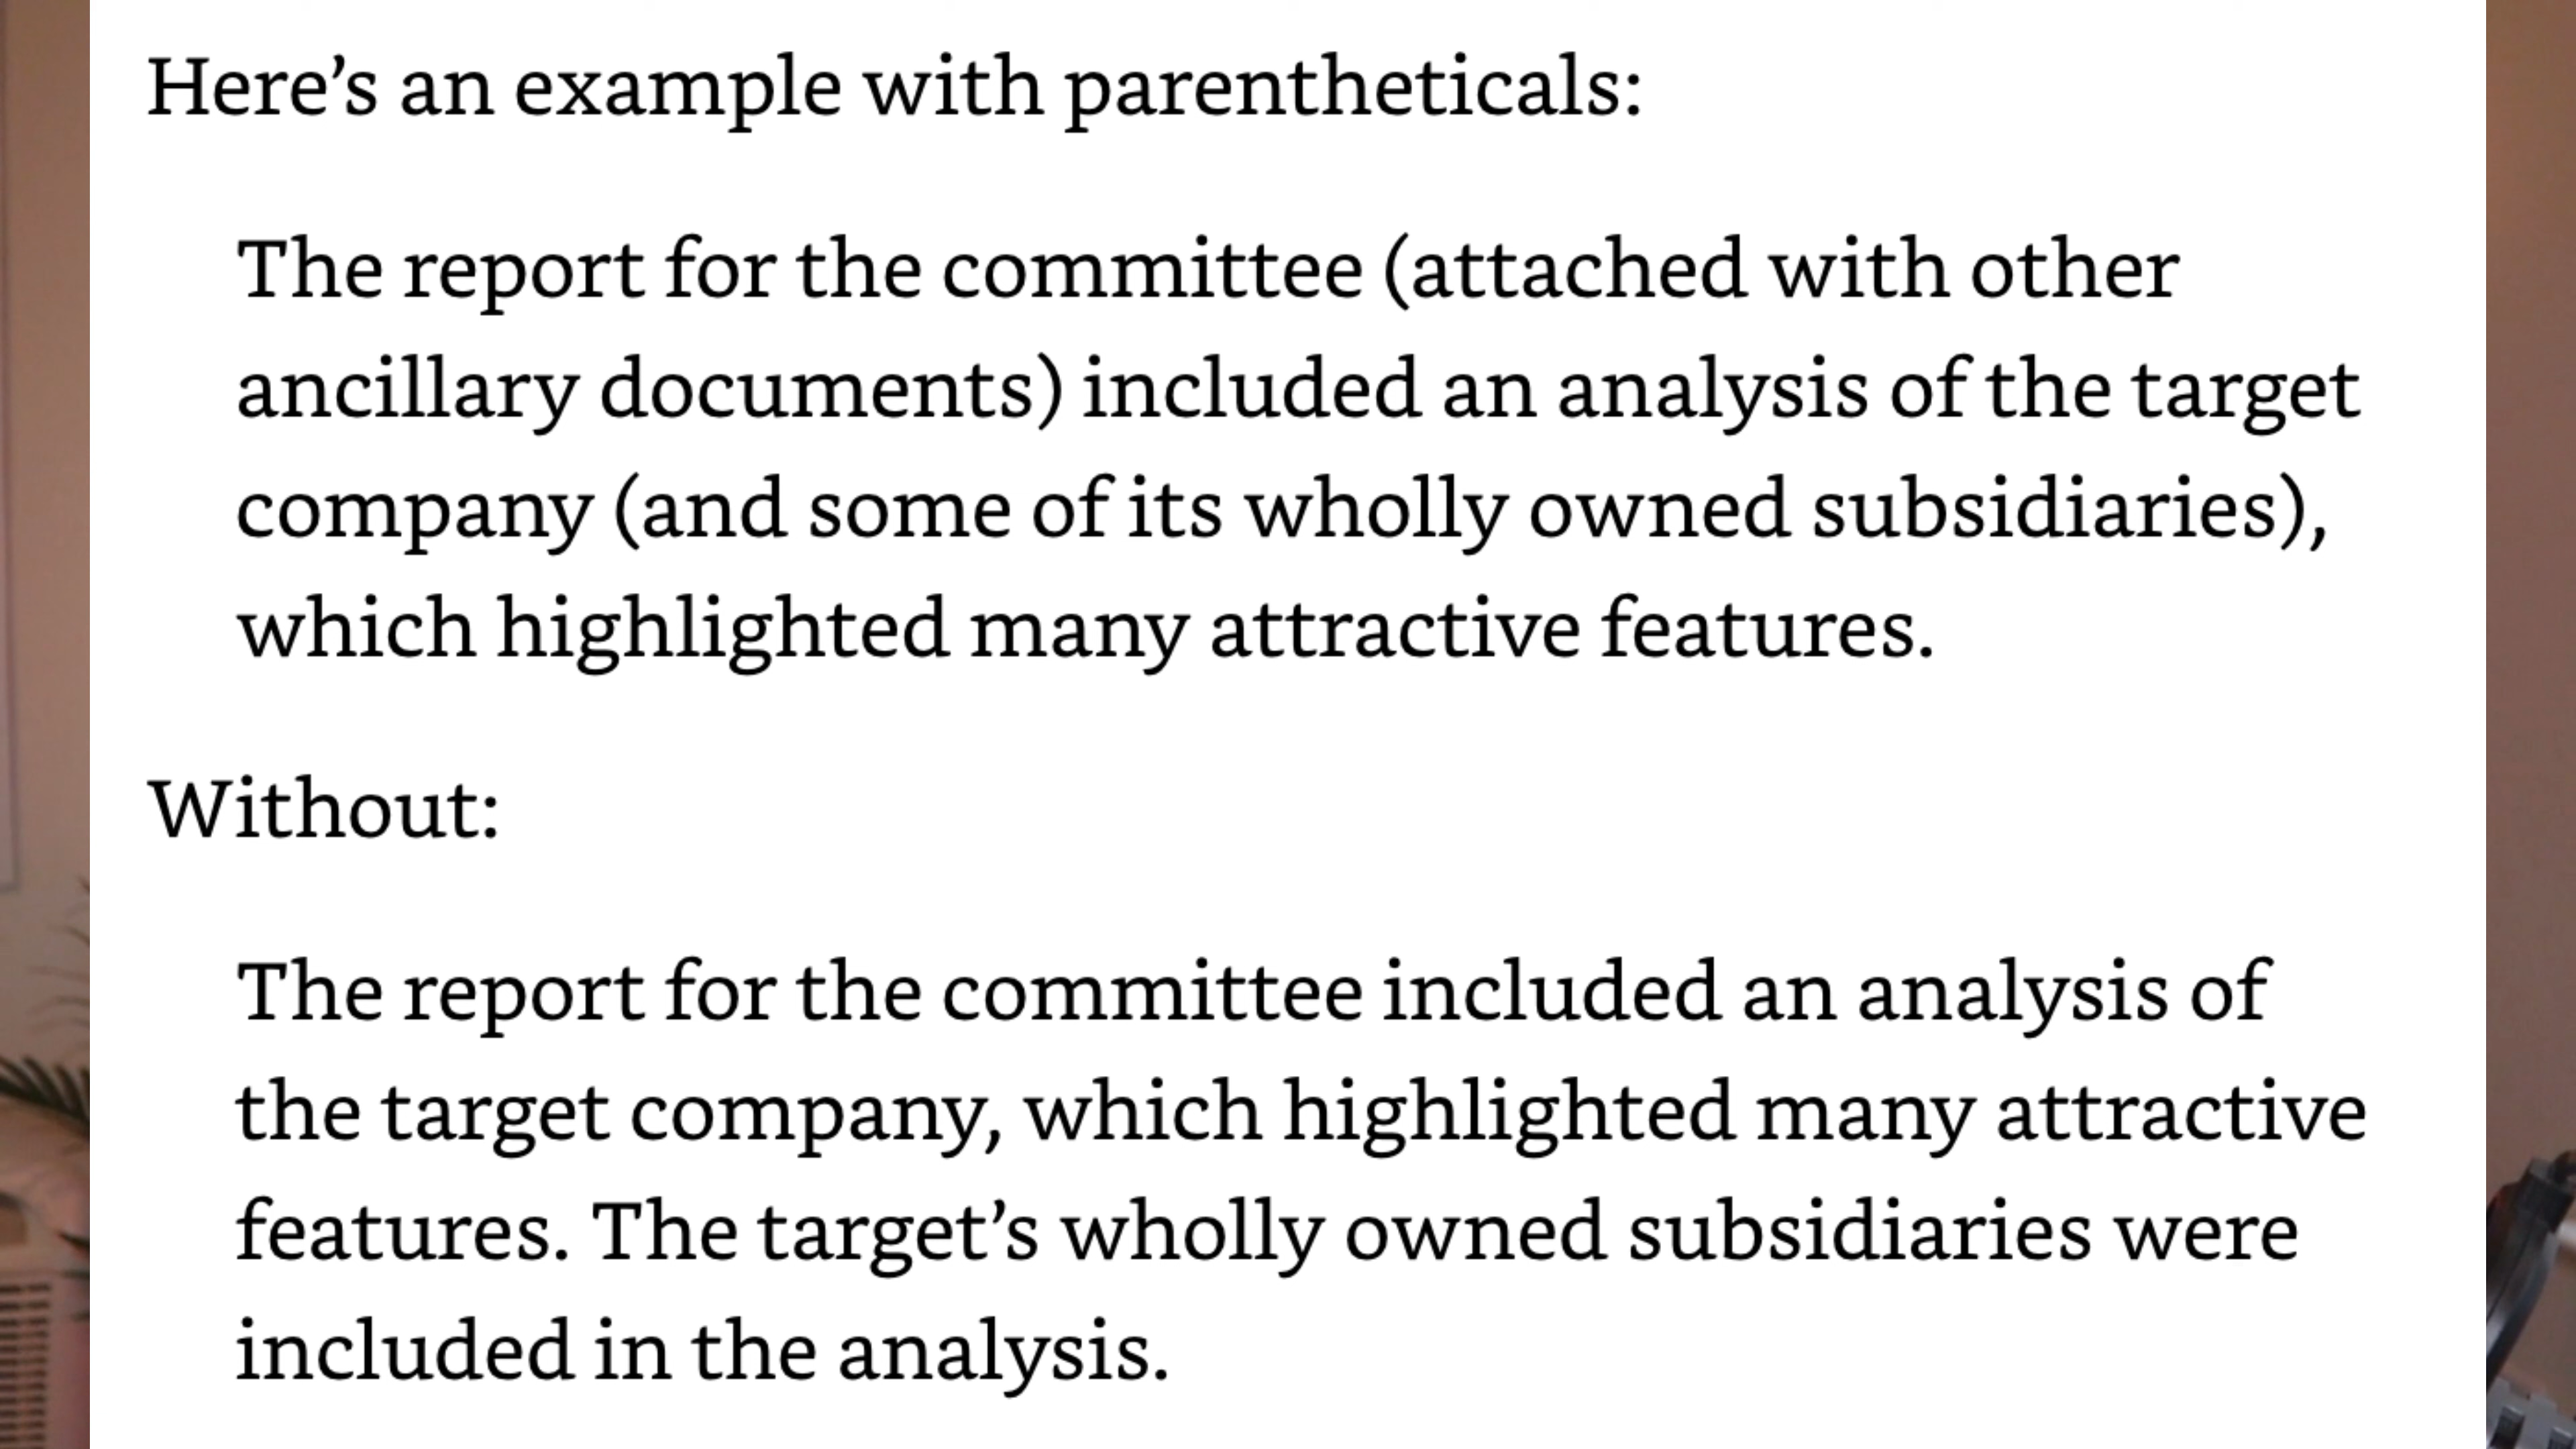 Here’s an example with parentheticals:
The report for the committee (attached with other
ancillary documents) included an analysis of the target
company (and some of its wholly owned subsidiaries),
which highlighted many attractive features.
Without:
The report for the committee included an analysis of
the target company, which highlighted many attractive
features. The target’s wholly owned subsidiaries were
included in the analysis.